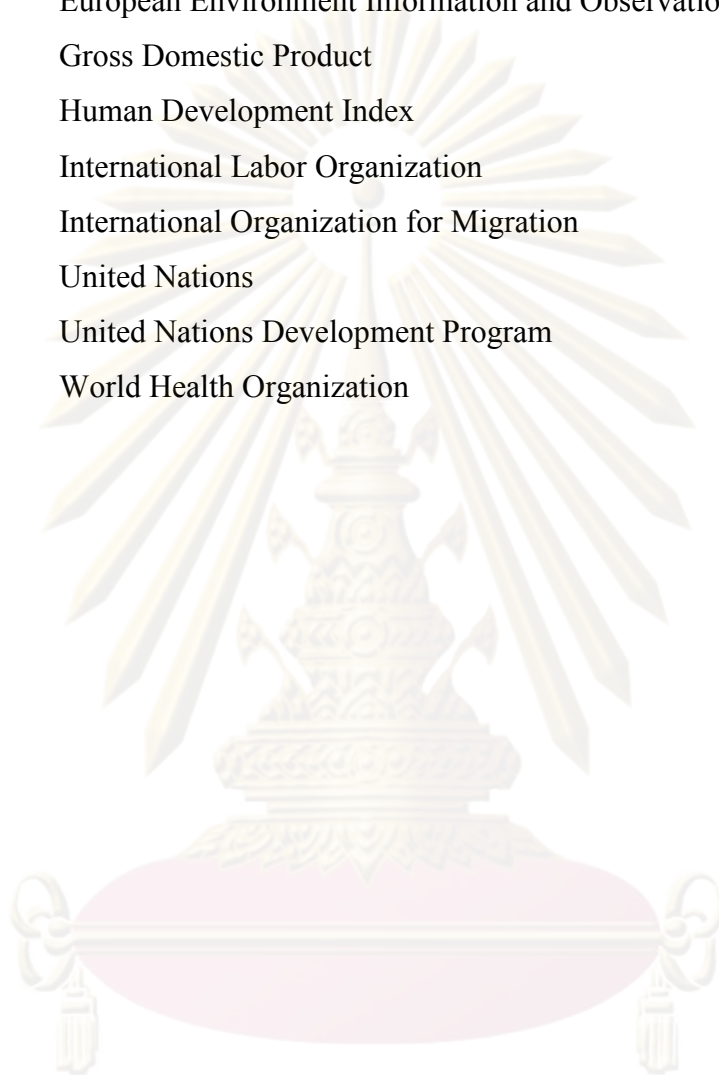 European Environment Information and
Gross Domestic Product
Human Development Index
International Labor Organization
International Organization for Migration
United Nations
United Nations Development Program
World Health Organization